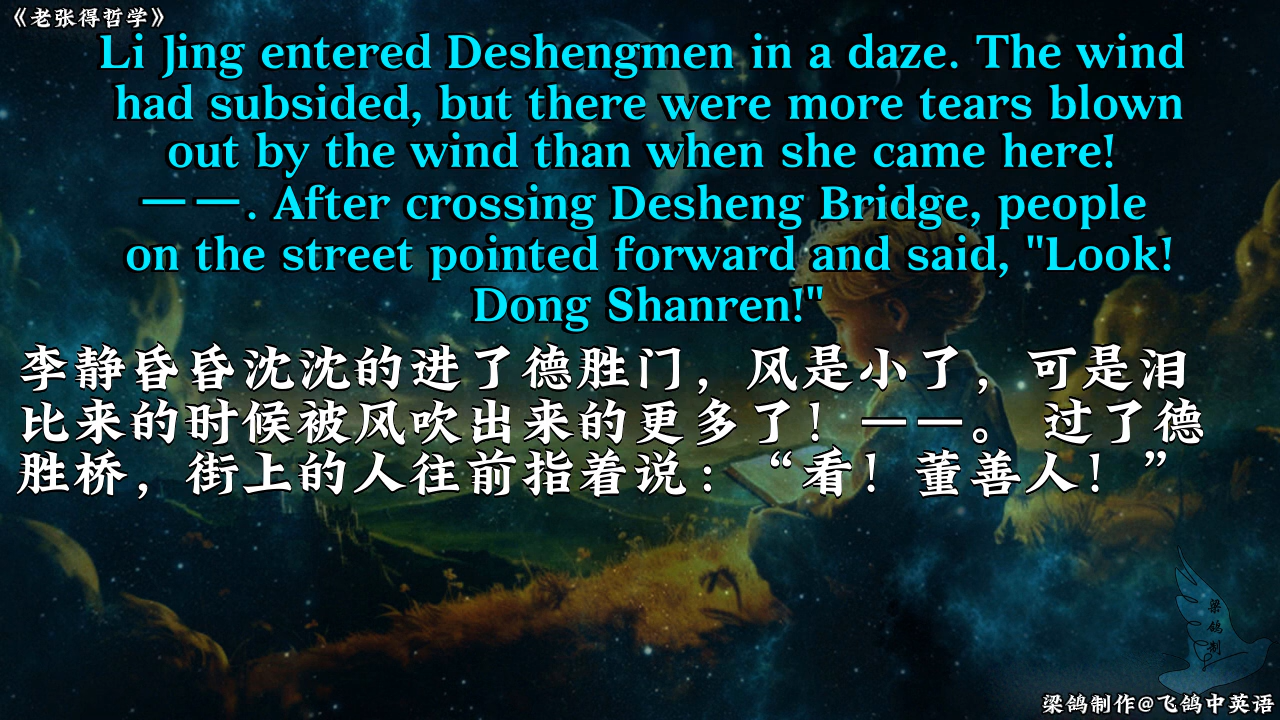 《老张得哲学》
Li Jing entered Deshengmen in a daze. The wind
had subsided, but there were more tears blown
out by the wind than when she came here!
——. After crossing Desheng Bridge, people
on the street pointed forward and said, "Look!
Dong Shanren!"
李静昏昏沈沈的进了德胜门，风是小了，可是泪
比来的时候被风吹出来的更多了！——。 过了德
胜桥，街上的人往前指着说：“看！董善人！”
梁
鸽
制
梁鸽制作@飞鸽中英语